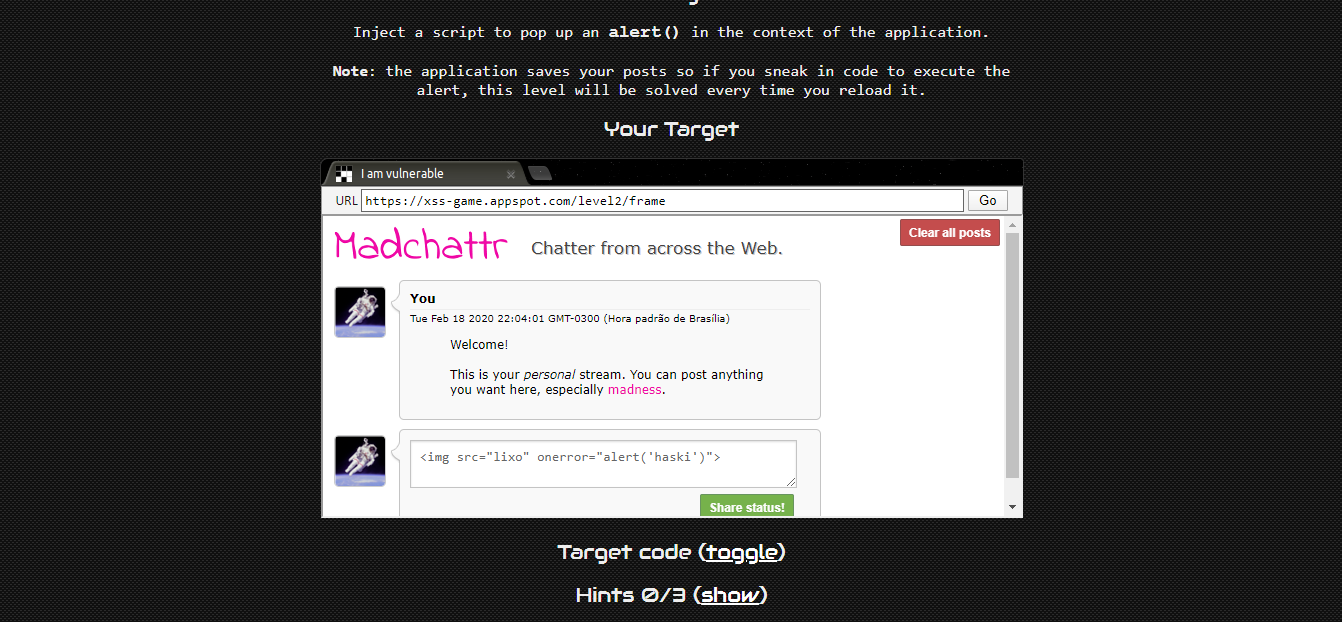 Inject a script to pop up an alert() in the context of the application.
Note: the application saves your posts so if you sneak in code to execute the
alert, this level will be solved every time you reload it.
Your Target
I am vulnerable
URL https://xss-game.appspot.com/level2/frame Go
Madchattr Chatter from across the Web. Clear all posts
You
Tue Feb 18 2020 22:04:01 GMT-0300 (Hora padrão de Brasília)
Welcome!
This is your personal stream. You can post anything
you want here, especially madness.
<img src="lixo" onerror="alert('haski')">
Share status!
Target code (toggle)
Hints 0/3 (show)